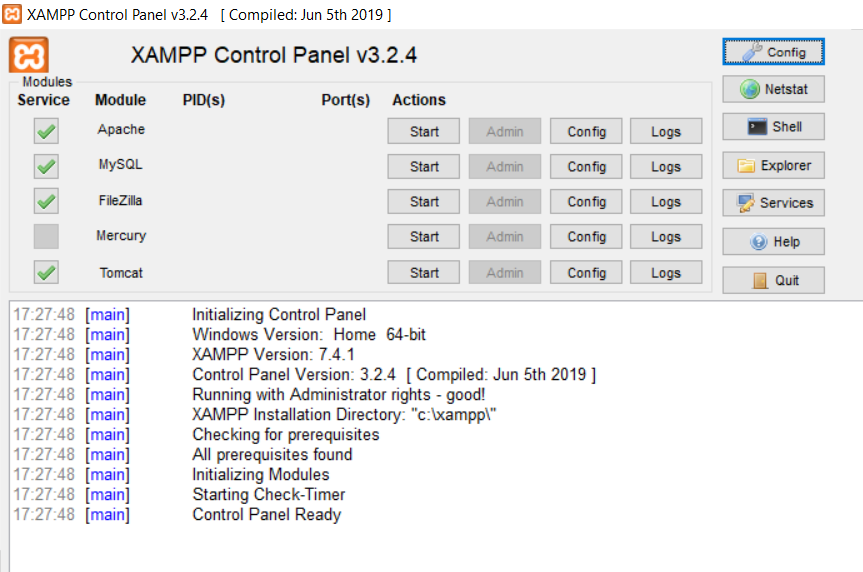 XAMPP Control Panel v3.2.4   [ Compiled: Jun 5th 2019 ]
XAMPP Control Panel v3.2.4
Config
Modules
Service Module PID(s) Port(s) Actions
Netstat
Apache Start Admin Config Logs
Shell
MySQL Start Admin Config Logs
Explorer
FileZilla Start Admin Config Logs
Services
Mercury Start Admin Config Logs
Help
Tomcat Start Admin Config Logs
Quit
17:27:48 [main] Initializing Control Panel
17:27:48 [main] Windows Version:  Home  64-bit
17:27:48 [main] XAMPP Version: 7.4.1
17:27:48 [main] Control Panel Version: 3.2.4  [ Compiled: Jun 5th 2019 ]
17:27:48 [main] Running with Administrator rights - good!
17:27:48 [main] XAMPP Installation Directory: "c:\xampp\"
17:27:48 [main] Checking for prerequisites
17:27:48 [main] All prerequisites found
17:27:48 [main] Initializing Modules
17:27:48 [main] Starting Check-Timer
17:27:48 [main] Control Panel Ready